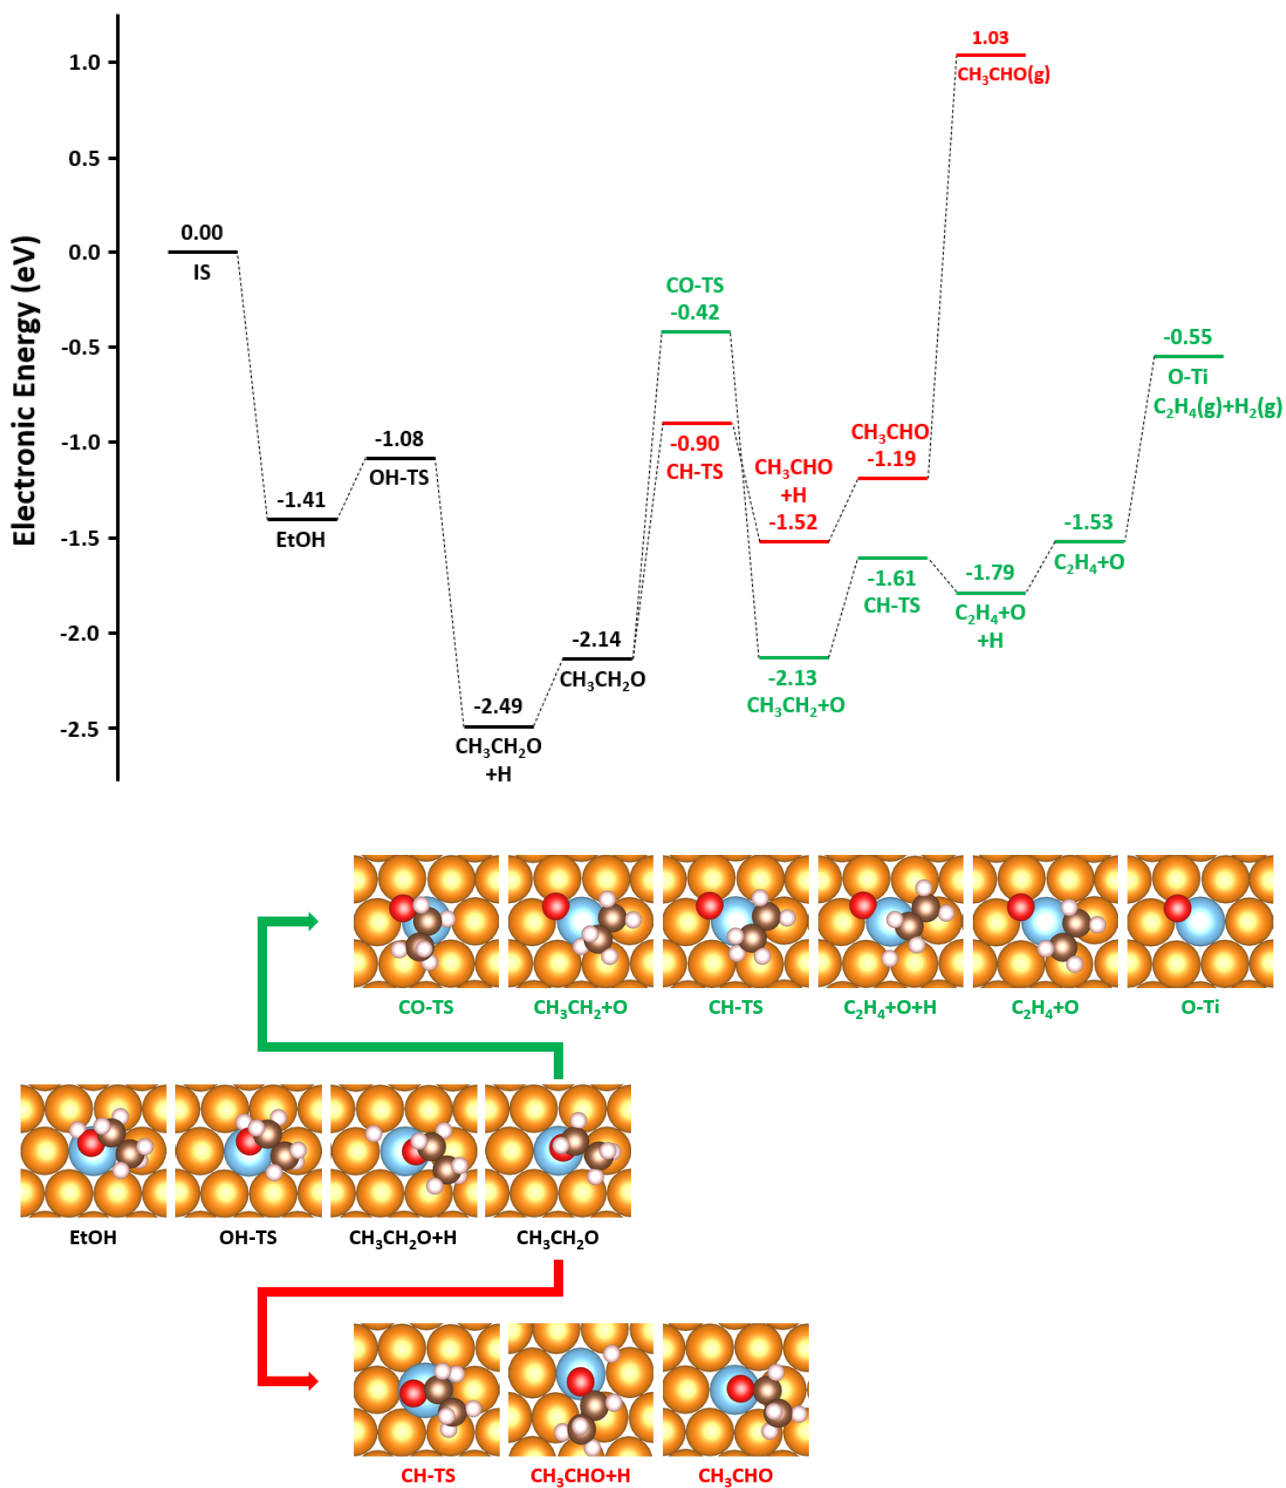 Electronic Energy (eV)
1.0
0.5
0.0
-0.5
-1.0
-1.5
-2.0
-2.5
0.00
IS
-1.41
EtOH
-1.08
OH-TS
-2.49
CH₃CH₂O
+H
-2.14
CH₃CH₂O
CO-TS
-0.42
-0.90
CH-TS
CH₃CHO
+H
-1.52
-2.13
CH₃CH₂+O
CH₃CHO
-1.19
-1.61
CH-TS
1.03
CH₃CHO(g)
-1.79
C₂H₄+O
+H
-1.53
C₂H₄+O
-0.55
O-Ti
C₂H₄(g)+H₂(g)
CO-TS
CH₃CH₂+O
CH-TS
C₂H₄+O+H
C₂H₄+O
O-Ti
EtOH
OH-TS
CH₃CH₂O+H
CH₃CH₂O
CH-TS
CH₃CHO+H
CH₃CHO